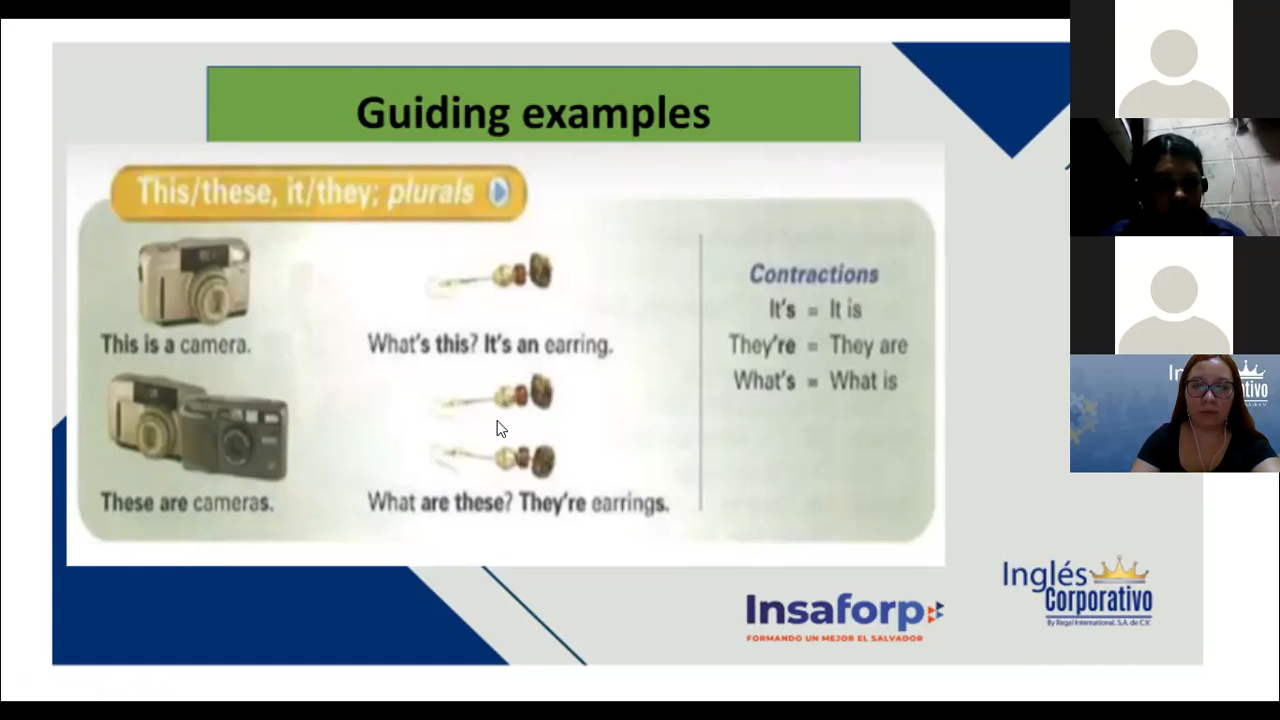 Guiding examples
This/these, it/they; plurals
This is a camera.
What's this? It's an earring.
These are cameras.
What are these? They're earrings.
Contractions
It's = It is
They're = They are
What's = What is
Insaforp
FORMANDO UN MEJOR EL SALVADOR
Inglés
Corporativo
By Regal International, S.A. de C.V.